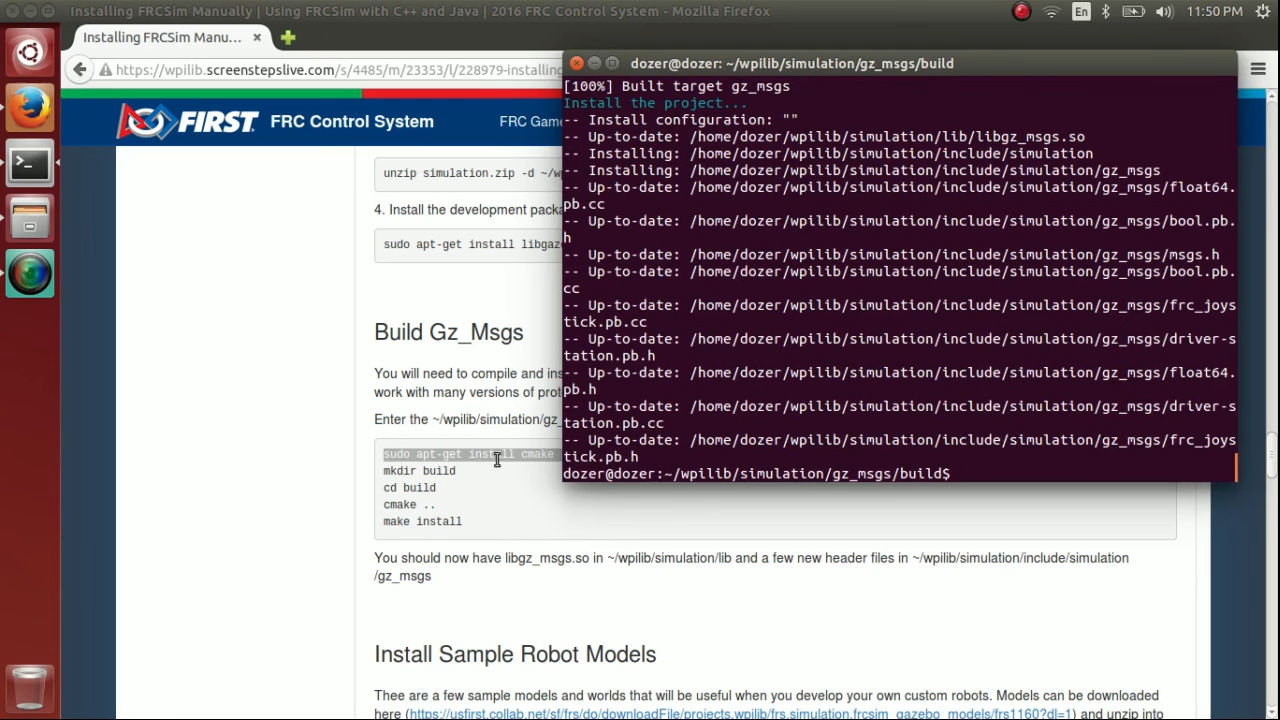 Installing FRCSim Manually | Using FRCSim with C++ and Java | 2016 FRC Control System - Mozilla Firefox
En
11:50 PM
Installing FRCSim Manu...
https://wpilib.screenstepslive.com/s/4485/m/23353/l/228979-installing
FIRST
FRC Control System
FRC Gam
unzip simulation.zip -d ~/w
4. Install the development packa
sudo apt-get install libgaz
Build Gz_Msgs
You will need to compile and ins
work with many versions of prot
Enter the ~/wpilib/simulation/gz_
sudo apt-get install cmake
mkdir build
cd build
cmake ..
make install
You should now have libgz_msgs.so in ~/wpilib/simulation/lib and a few new header files in ~/wpilib/simulation/include/simulation
/gz_msgs
Install Sample Robot Models
There are a few sample models and worlds that will be useful when you develop your own custom robots. Models can be downloaded
here (https://usfirst.collab.net/sf/frs/do/downloadFile/projects.wpilib/frs.simulation.frcsim_gazebo_models/frs1160?dl=1) and unzip into
dozer@dozer: ~/wpilib/simulation/gz_msgs/build
[100%] Built target gz_msgs
Install the project...
-- Install configuration: ""
-- Up-to-date: /home/dozer/wpilib/simulation/lib/libgz_msgs.so
-- Installing: /home/dozer/wpilib/simulation/include/simulation
-- Installing: /home/dozer/wpilib/simulation/include/simulation/gz_msgs
-- Up-to-date: /home/dozer/wpilib/simulation/include/simulation/gz_msgs/float64.
pb.cc
-- Up-to-date: /home/dozer/wpilib/simulation/include/simulation/gz_msgs/bool.pb.
h
-- Up-to-date: /home/dozer/wpilib/simulation/include/simulation/gz_msgs/msgs.h
-- Up-to-date: /home/dozer/wpilib/simulation/include/simulation/gz_msgs/bool.pb.
cc
-- Up-to-date: /home/dozer/wpilib/simulation/include/simulation/gz_msgs/frc_joys
tick.pb.cc
-- Up-to-date: /home/dozer/wpilib/simulation/include/simulation/gz_msgs/driver-s
tation.pb.h
-- Up-to-date: /home/dozer/wpilib/simulation/include/simulation/gz_msgs/float64.
pb.h
-- Up-to-date: /home/dozer/wpilib/simulation/include/simulation/gz_msgs/driver-s
tation.pb.cc
-- Up-to-date: /home/dozer/wpilib/simulation/include/simulation/gz_msgs/frc_joys
tick.pb.h
dozer@dozer:~/wpilib/simulation/gz_msgs/build$